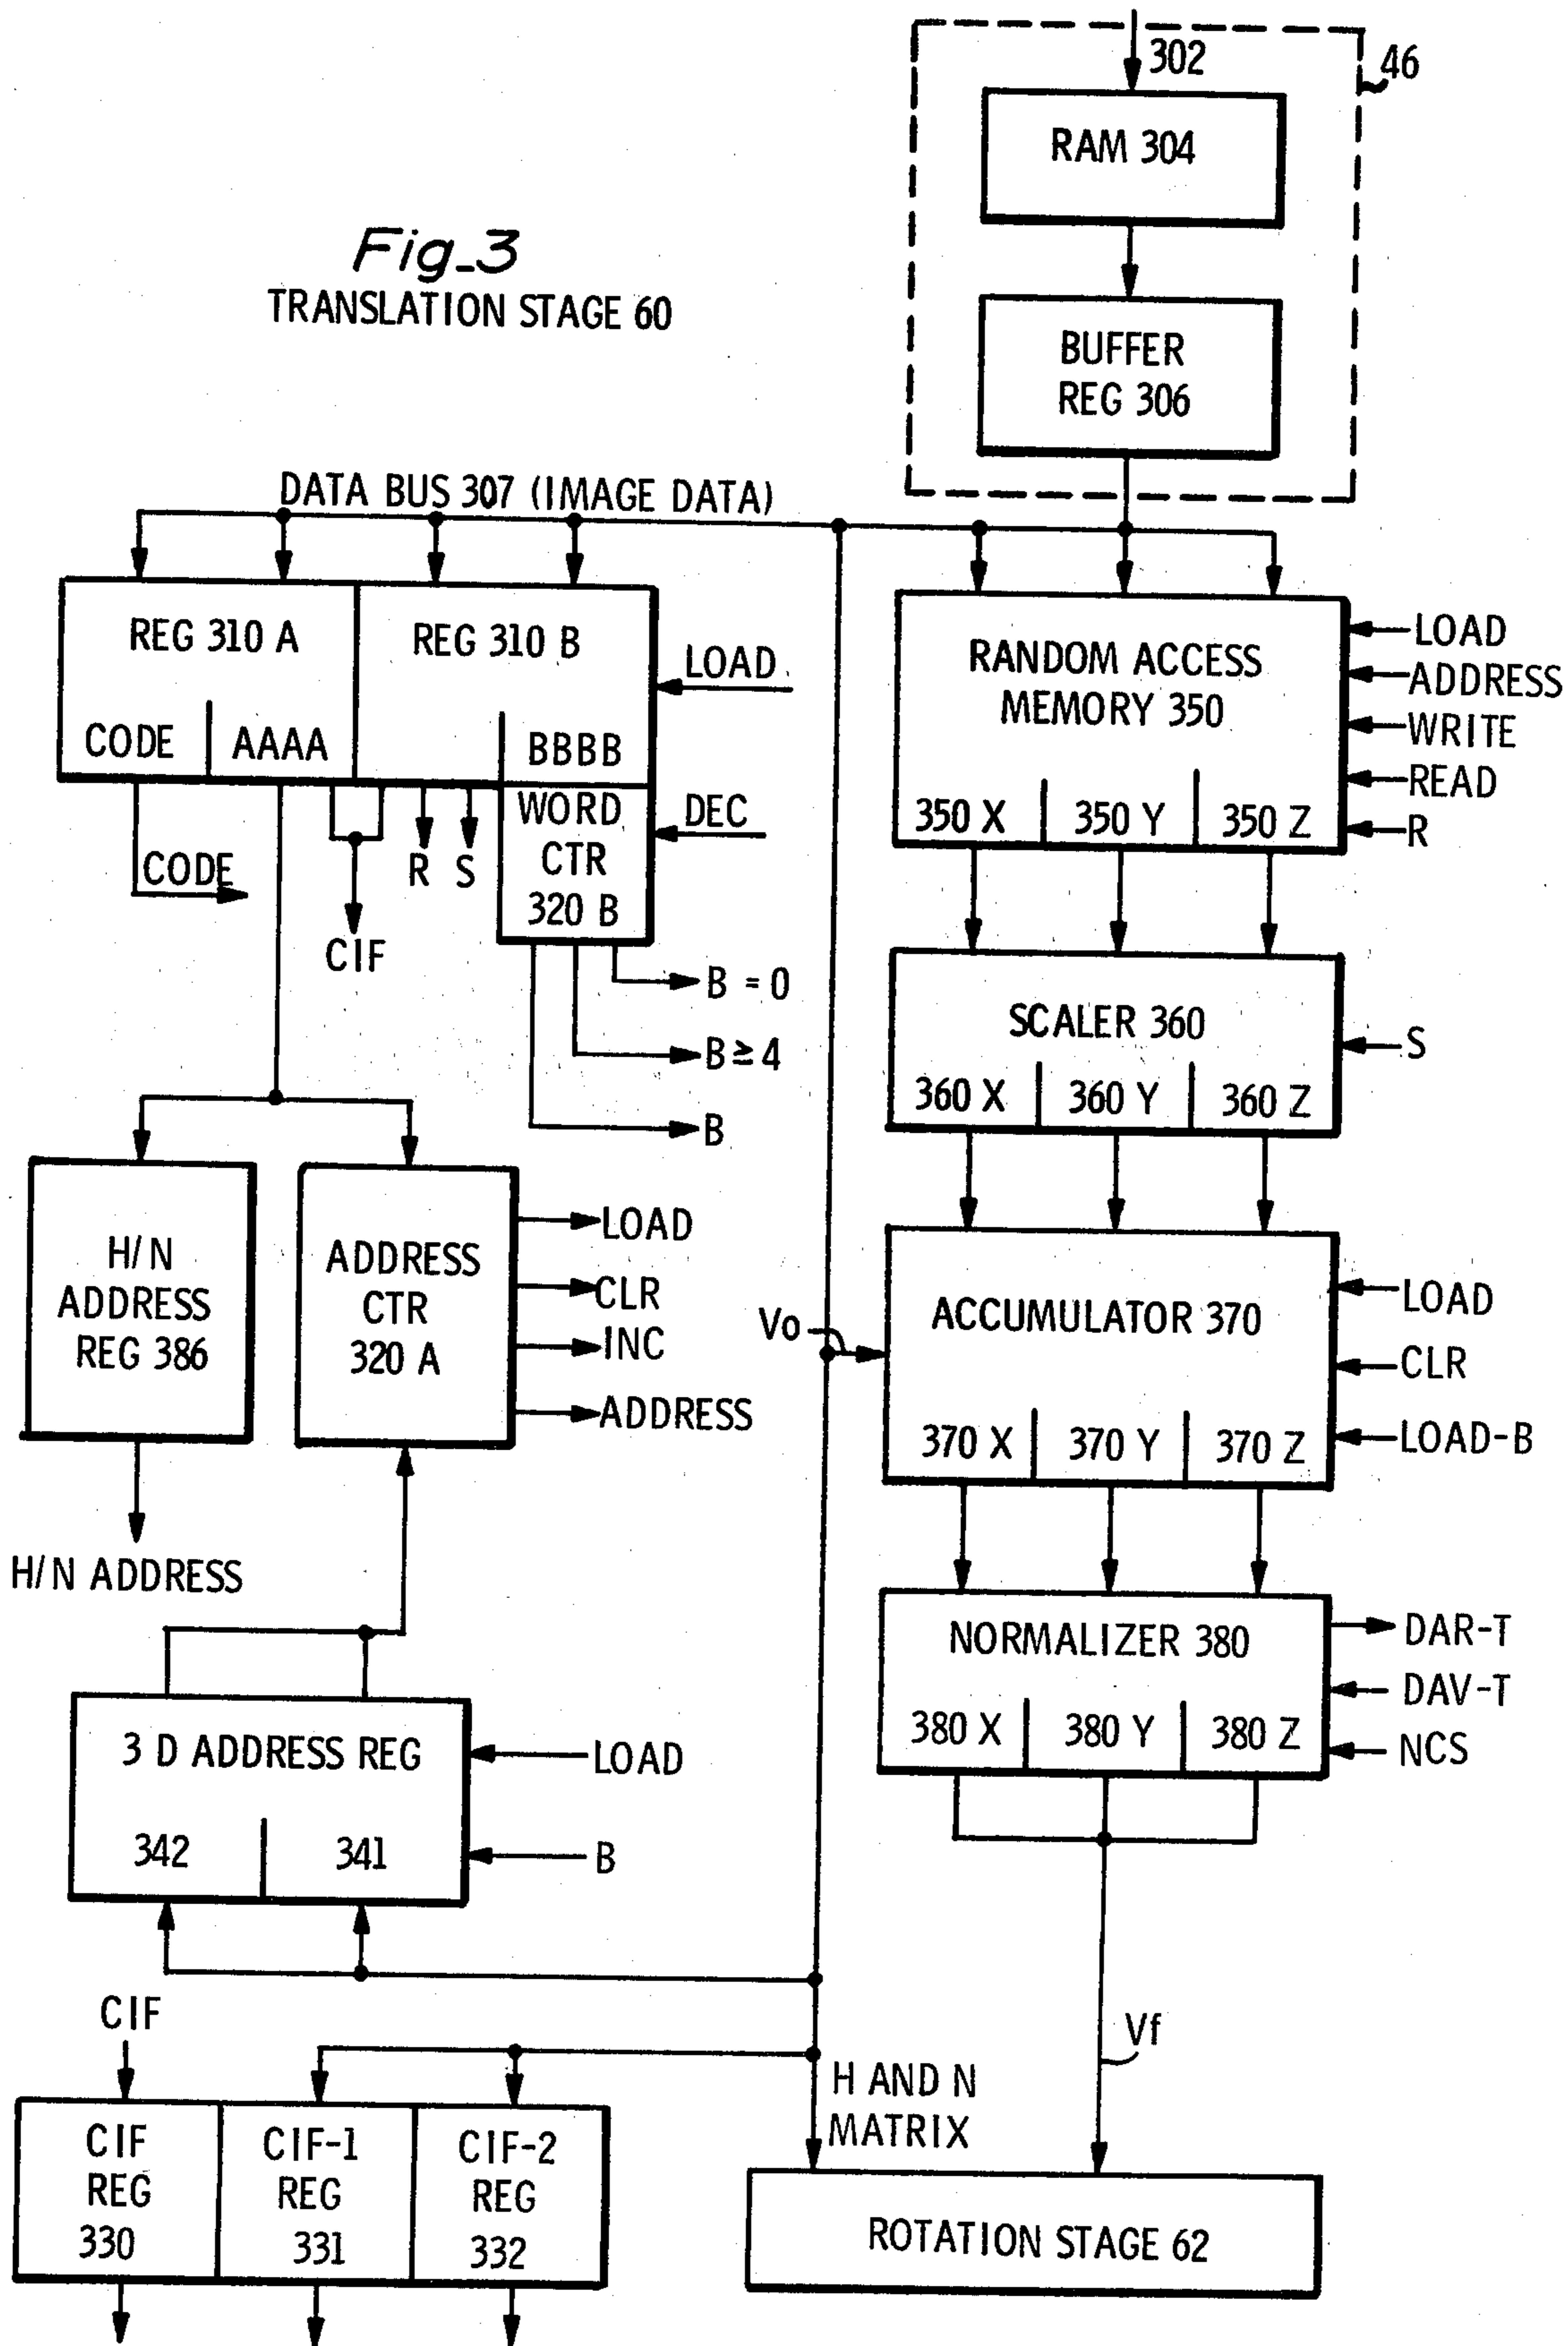 302
46
RAM 304
Fig_3
TRANSLATION STAGE 60
BUFFER
REG 306
DATA BUS 307 (IMAGE DATA)
REG 310 A
REG 310 B
LOAD
CODE
AAAA
BBBB
WORD
CTR
320 B
DEC
CODE
CIF
R
S
B = 0
B ≥ 4
B
RANDOM ACCESS
MEMORY 350
350 X
350 Y
350 Z
LOAD
ADDRESS
WRITE
READ
R
SCALER 360
360 X
360 Y
360 Z
S
H/N
ADDRESS
REG 386
ADDRESS
CTR
320 A
LOAD
CLR
INC
ADDRESS
H/N ADDRESS
Vo
ACCUMULATOR 370
370 X
370 Y
370 Z
LOAD
CLR
LOAD-B
NORMALIZER 380
380 X
380 Y
380 Z
DAR-T
DAV-T
NCS
3 D ADDRESS REG
342
341
LOAD
B
CIF
CIF
REG
330
CIF-1
REG
331
CIF-2
REG
332
H AND N
MATRIX
Vf
ROTATION STAGE 62